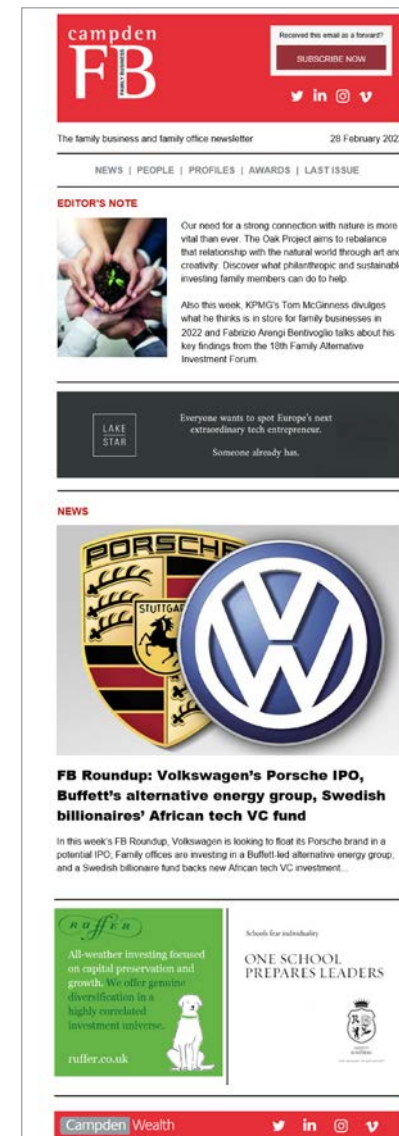 campden
FB
FAMILY BUSINESS
Received this email as a forward?
SUBSCRIBE NOW
The family business and family office newsletter
28 February 202
NEWS | PEOPLE | PROFILES | AWARDS | LAST ISSUE
EDITOR'S NOTE
Our need for a strong connection with nature is more
vital than ever. The Oak Project aims to rebalance
that relationship with the natural world through art and
creativity. Discover what philanthropic and sustainable
investing family members can do to help.
Also this week, KPMG's Tom McGinness divulges
what he thinks is in store for family businesses in
2022 and Fabrizio Arengi Bentivoglio talks about his
key findings from the 18th Family Alternative
Investment Forum.
LAKE
STAR
Everyone wants to spot Europe's next
extraordinary tech entrepreneur.
Someone already has.
NEWS
PORSCHE
STUTTGAR
VW
FB Roundup: Volkswagen's Porsche IPO,
Buffett's alternative energy group, Swedish
billionaires' African tech VC fund
In this week's FB Roundup, Volkswagen is looking to float its Porsche brand in a
potential IPO; Family offices are investing in a Buffett-led alternative energy group;
and a Swedish billionaire fund backs new African tech VC investment...
RUFFER
All-weather investing focused
on capital preservation and
growth. We offer genuine
diversification in a
highly correlated
investment universe.
ruffer.co.uk
Schools fear individuality
ONE SCHOOL
PREPARES LEADERS
Campden Wealth